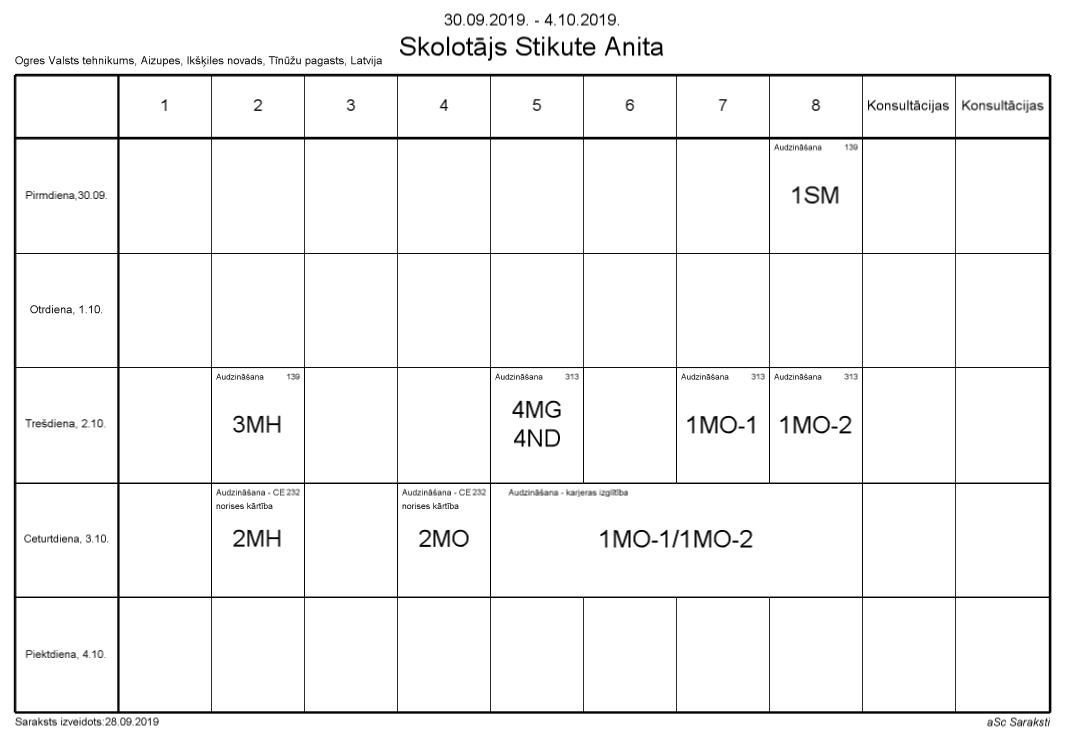 30.09.2019. - 4.10.2019.
Skolotājs Stikute Anita
Ogres Valsts tehnikums, Aizupes, Ikšķiles novads, Tīnūžu pagasts, Latvija
1 2 3 4 5 6 7 8 Konsultācijas Konsultācijas
Pirmdiena,30.09.
Audzināšana 139
1SM
Otrdiena, 1.10.
Trešdiena, 2.10.
Audzināšana 139
3MH
Audzināšana 313
4MG
4ND
Audzināšana 313
1MO-1
Audzināšana 313
1MO-2
Ceturtdiena, 3.10.
Audzināšana - CE 232
norises kārtība
2MH
Audzināšana - CE 232
norises kārtība
2MO
Audzināšana - karjeras izglītība
1MO-1/1MO-2
Piektdiena, 4.10.
Saraksts izveidots:28.09.2019
aSc Saraksti